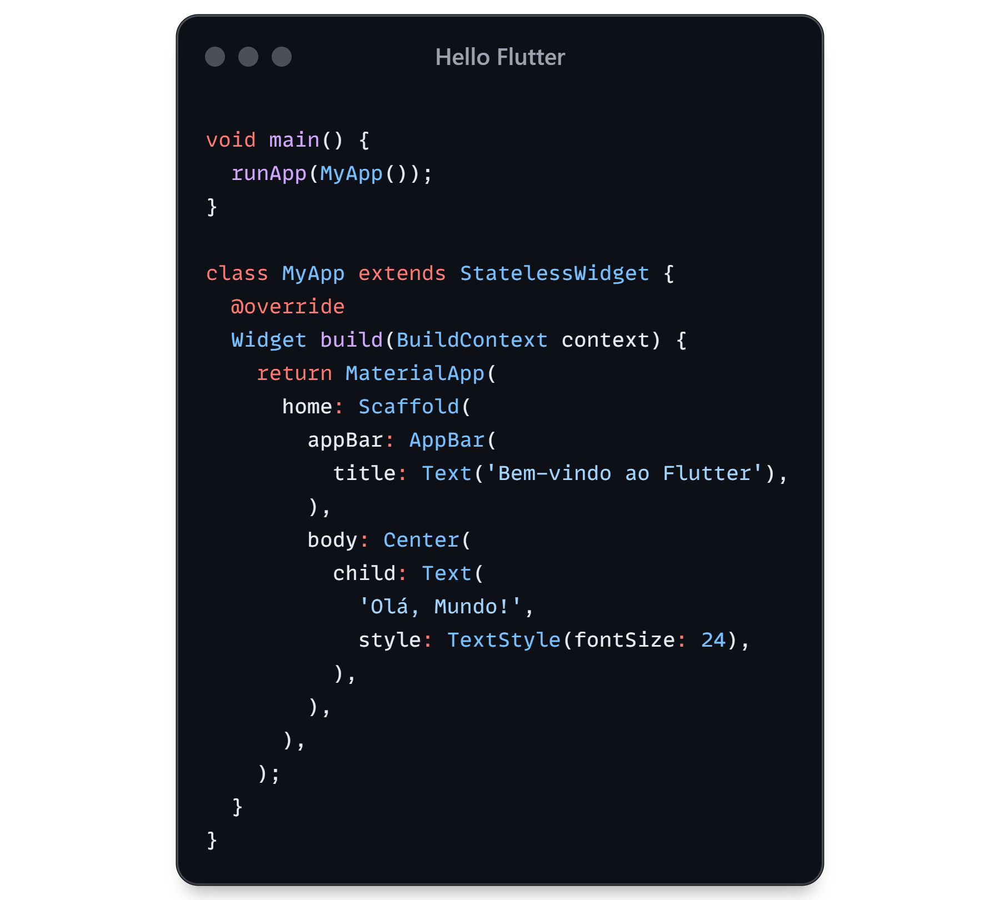 Hello Flutter
void main() {
  runApp(MyApp());
}

class MyApp extends StatelessWidget {
  @override
  Widget build(BuildContext context) {
    return MaterialApp(
      home: Scaffold(
        appBar: AppBar(
          title: Text('Bem-vindo ao Flutter'),
        ),
        body: Center(
          child: Text(
            'Olá, Mundo!',
            style: TextStyle(fontSize: 24),
          ),
        ),
      ),
    );
  }
}